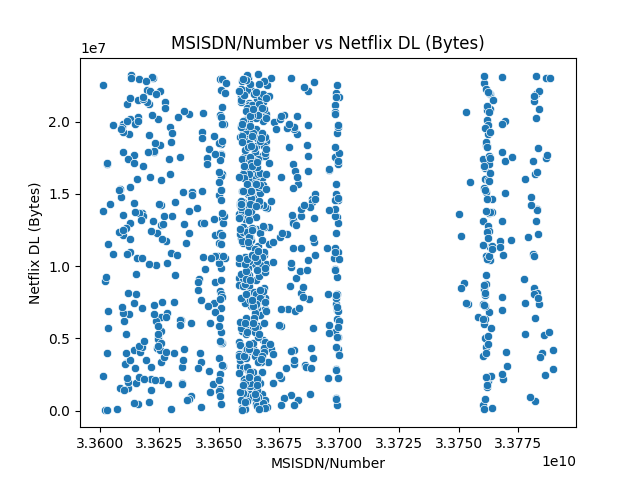 MSISDN/Number vs Netflix DL (Bytes)
1e7
2.0
1.5
1.0
0.5
0.0
Netflix DL (Bytes)
3.3600 3.3625 3.3650 3.3675 3.3700 3.3725 3.3750 3.3775
MSISDN/Number
1e10